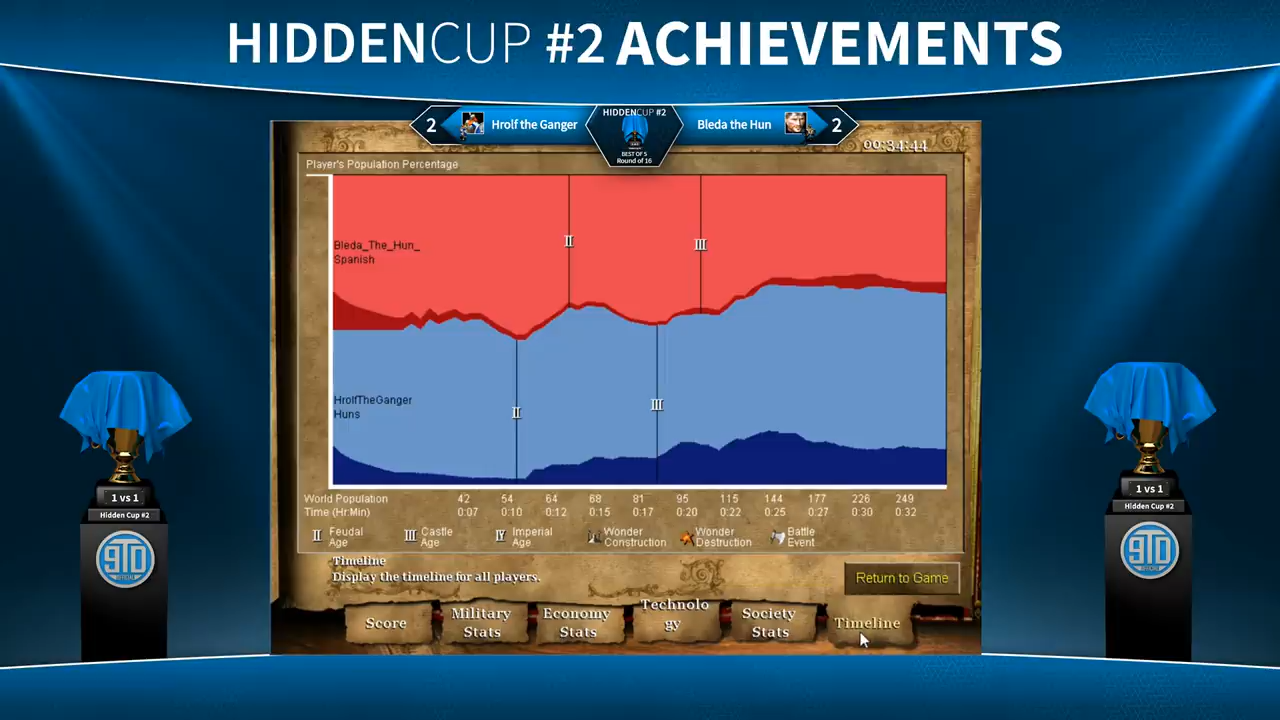 HIDDENCUP #2 ACHIEVEMENTS
2 Hrolf the Ganger HIDDENCUP #2 Bleda the Hun 2
BEST OF 5
Round of 16
00:34:44
Player's Population Percentage
II III
Bleda_The_Hun_
Spanish
HrolfTheGanger
Huns
II III
World Population 42 54 64 68 81 95 115 144 177 226 249
Time (Hr:Min) 0:07 0:10 0:12 0:15 0:17 0:20 0:22 0:25 0:27 0:30 0:32
II Feudal Age
III Castle Age
IV Imperial Age
Wonder Construction
Wonder Destruction
Battle Event
Timeline
Display the timeline for all players.
Return to Game
Score
Military Stats
Economy Stats
Technolo
gy
Society Stats
Timeline
1 vs 1
Hidden Cup #2
GTD
OFFICIAL
1 vs 1
Hidden Cup #2
GTD
OFFICIAL